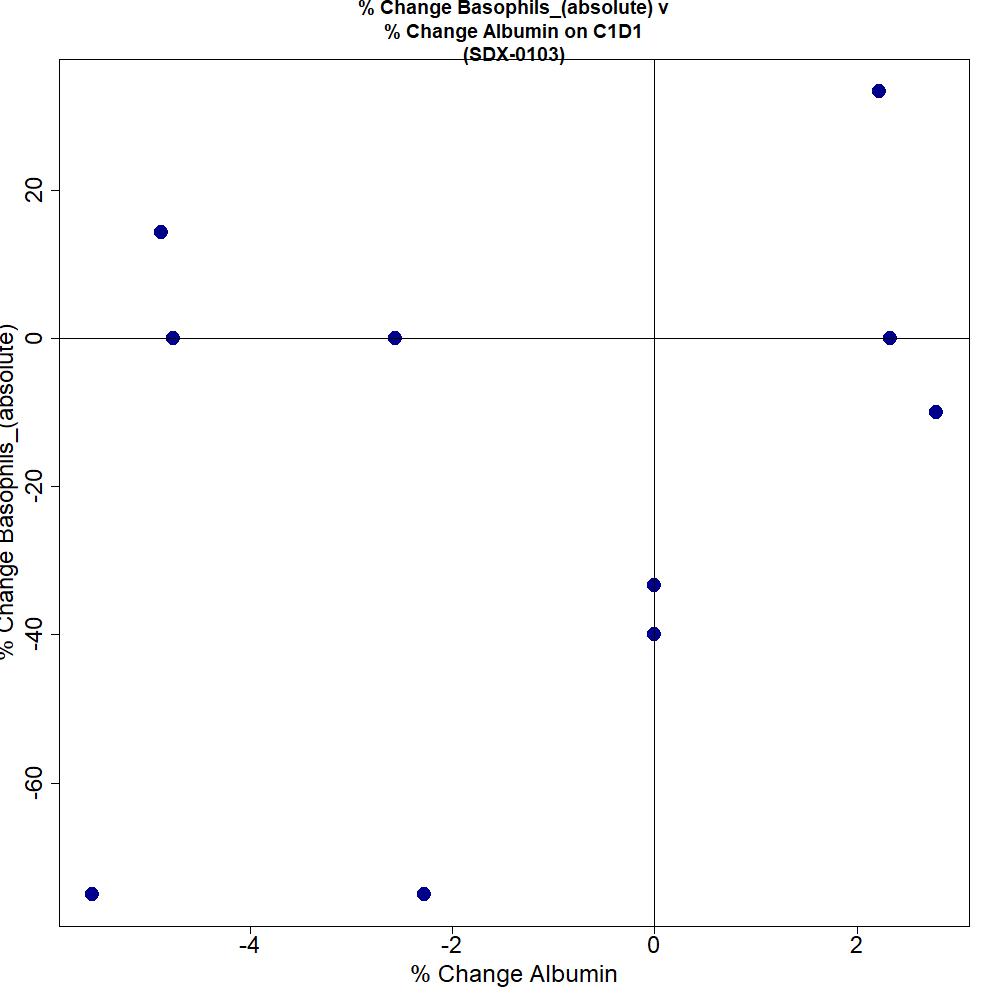 % Change Basophils_(absolute) v
% Change Albumin on C1D1
(SDX-0103)
20
0
-20
-40
-60
% Change Basophils_(absolute)
-4
-2
0
2
% Change Albumin